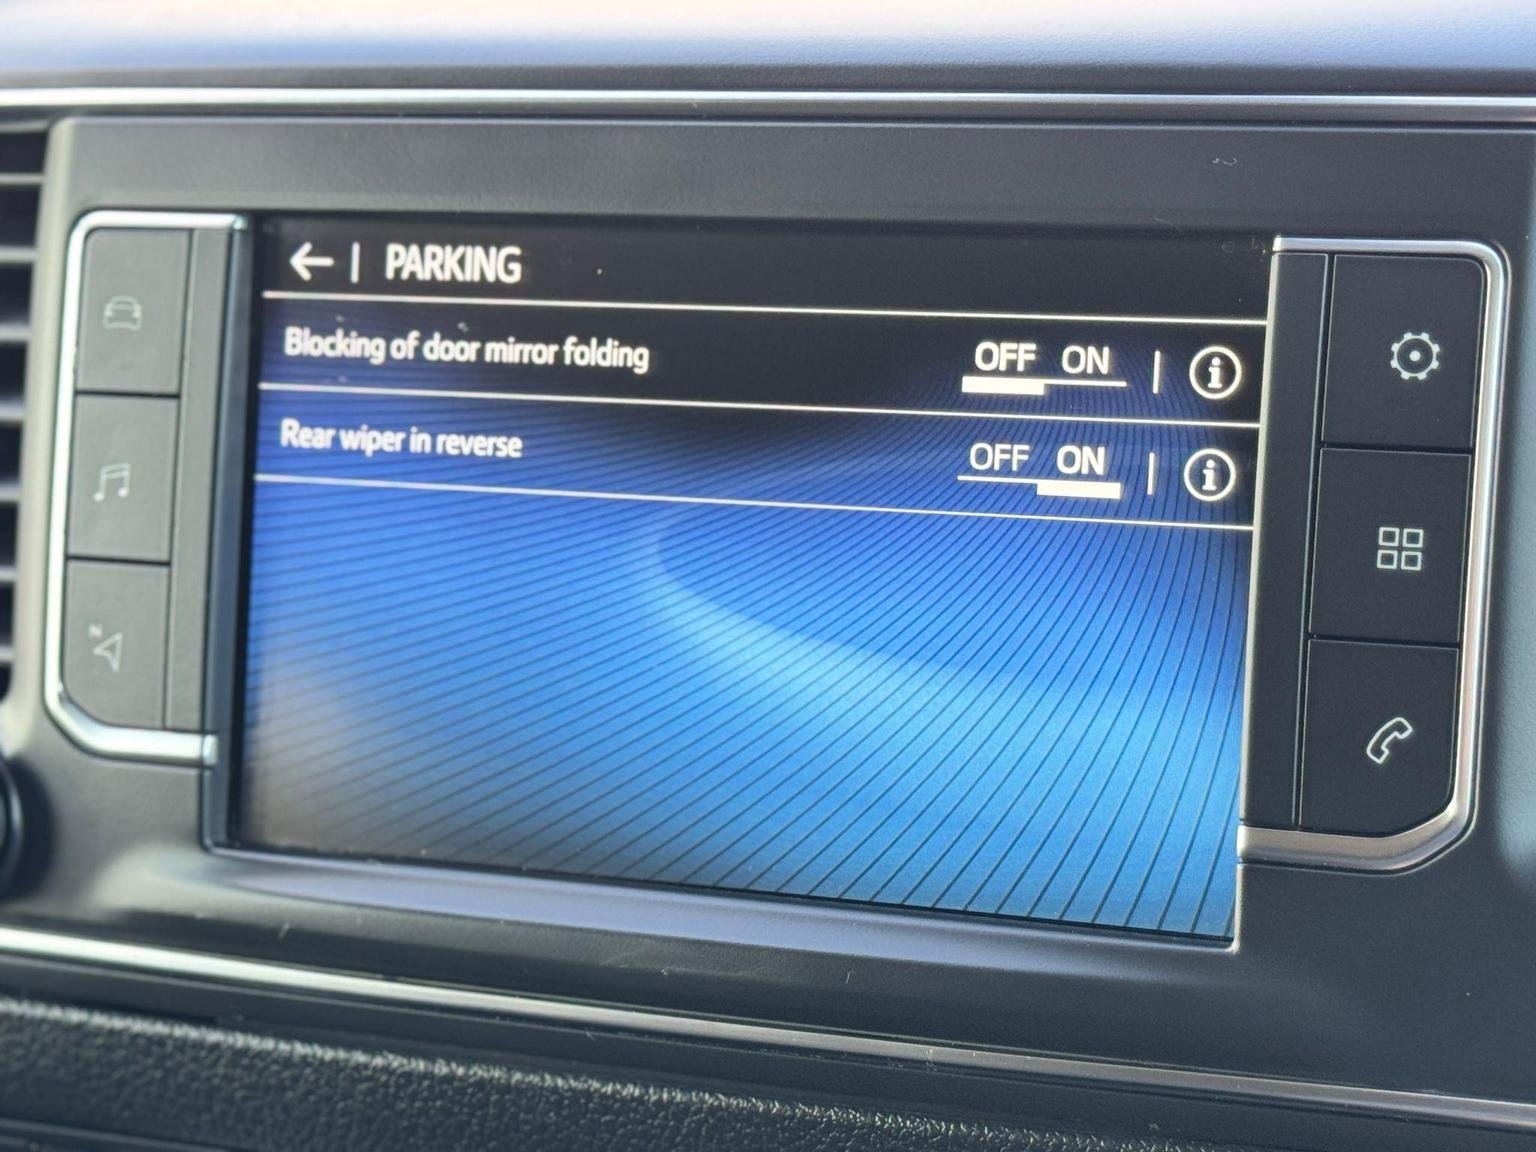 ← | PARKING
Blocking of door mirror folding OFF ON | i
Rear wiper in reverse OFF ON | i
N